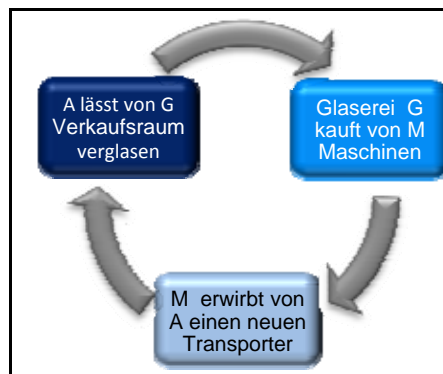 A lässt von G
Verkaufsraum
verglasen
Glaserei G
kauft von M
Maschinen
M erwirbt von
A einen neuen
Transporter